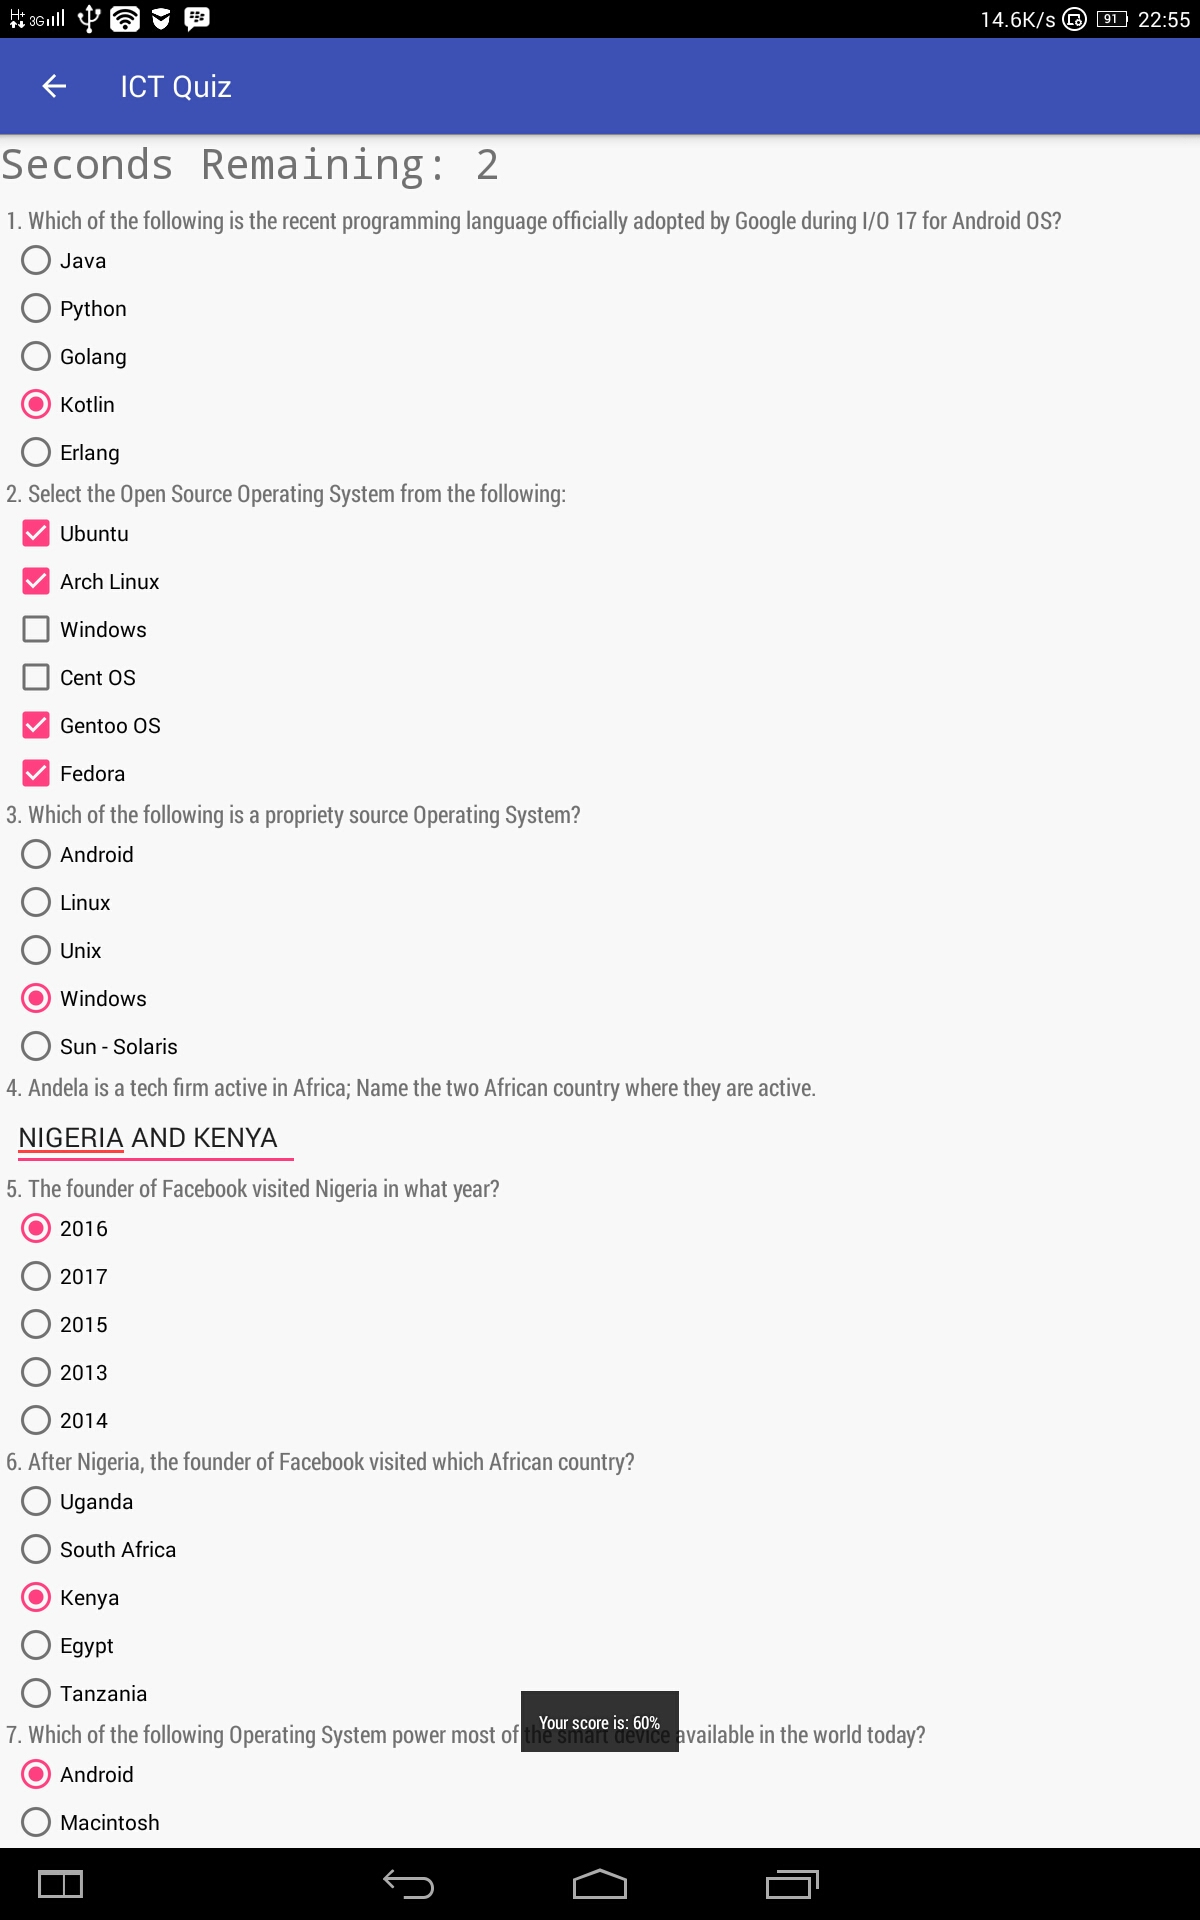 3G 14.6K/s 91 22:55
ICT Quiz
Seconds Remaining: 2
1. Which of the following is the recent programming language officially adopted by Google during I/O 17 for Android OS?
Java
Python
Golang
Kotlin
Erlang
2. Select the Open Source Operating System from the following:
Ubuntu
Arch Linux
Windows
Cent OS
Gentoo OS
Fedora
3. Which of the following is a propriety source Operating System?
Android
Linux
Unix
Windows
Sun - Solaris
4. Andela is a tech firm active in Africa; Name the two African country where they are active.
NIGERIA AND KENYA
5. The founder of Facebook visited Nigeria in what year?
2016
2017
2015
2013
2014
6. After Nigeria, the founder of Facebook visited which African country?
Uganda
South Africa
Kenya
Egypt
Tanzania
Your score is: 60%
7. Which of the following Operating System power most of the smart device available in the world today?
Android
Macintosh